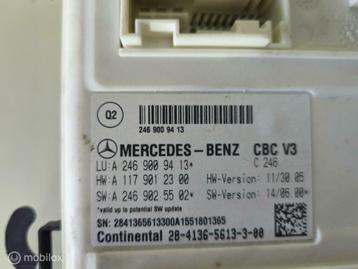 Q2
246 900 94 13
MERCEDES-BENZ CBC V3
LU:A 246 900 94 13* C 246
HW:A 117 901 23 00 HW-Version: 11/30 05
SW:A 246 902 55 02* SW-Version: 14/06.00*
*valid up to potential SW update
SN: 2841365613300A1551801365
Continental 28-4136-5613-3-00
Marktplaats